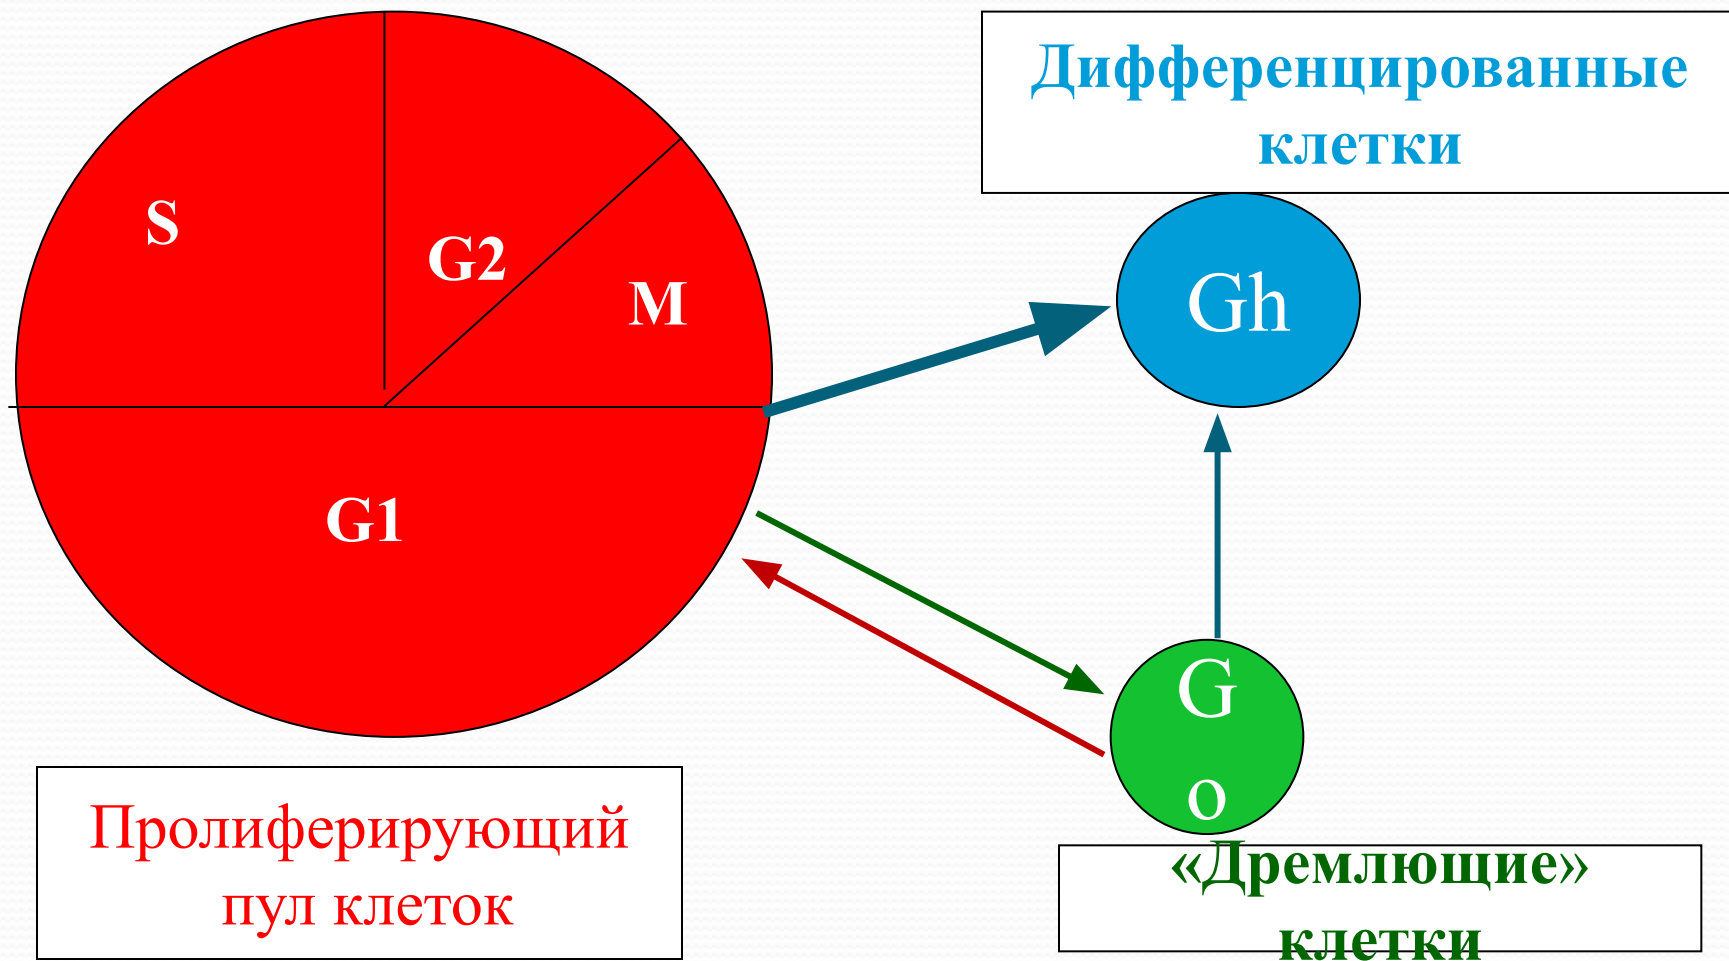 Дифференцированные
клетки
S
G2
M
Gh
G1
G
o
Пролиферирующий
пул клеток
«Дремлющие»
клетки